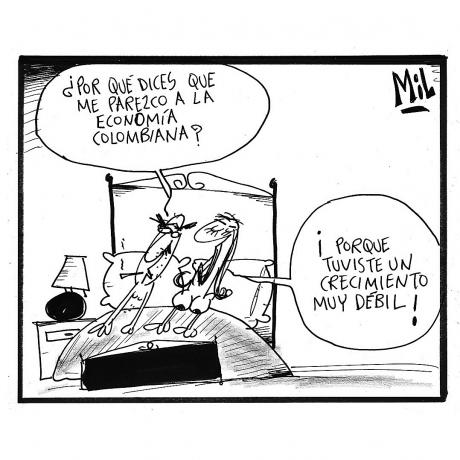 ¿POR QUÉ DICES QUE
ME PAREZCO A LA
ECONOMÍA
COLOMBIANA?
MiL
¡PORQUE
TUVISTE UN
CRECIMIENTO
MUY DÉBIL!